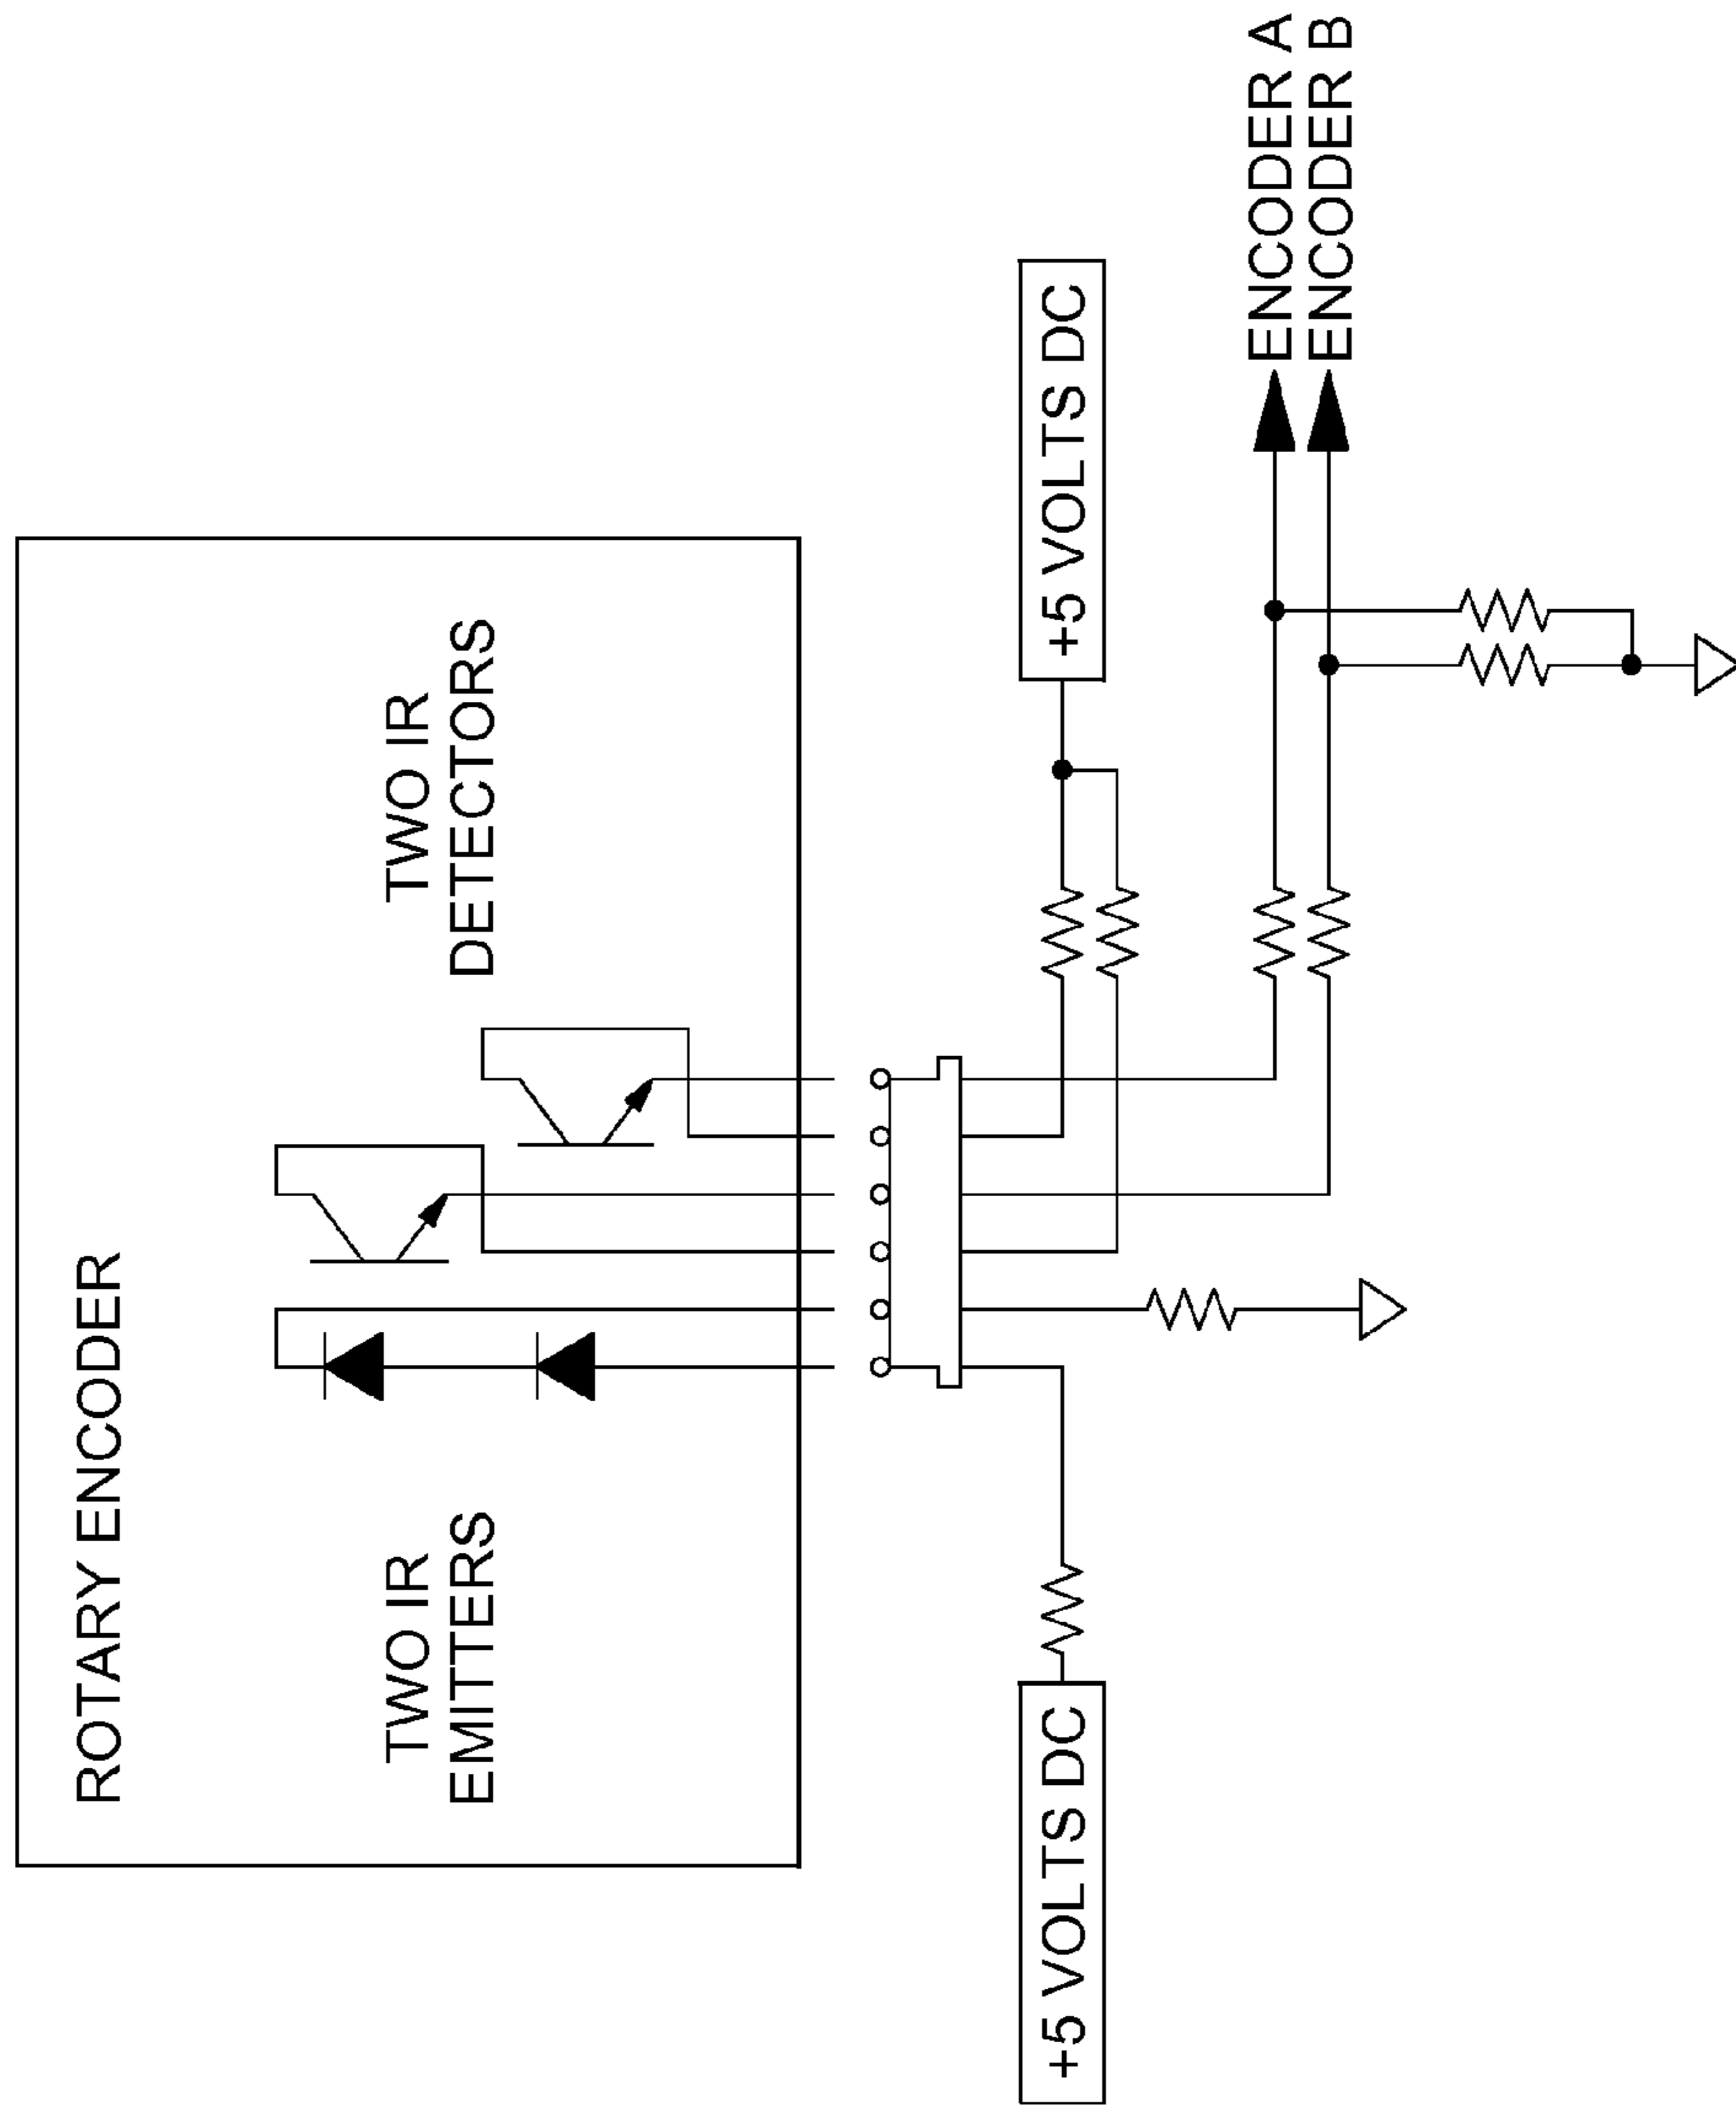 ROTARY ENCODER
TWO IR
EMITTERS
TWO IR
DETECTORS
+5 VOLTS DC
+5 VOLTS DC
ENCODER A
ENCODER B